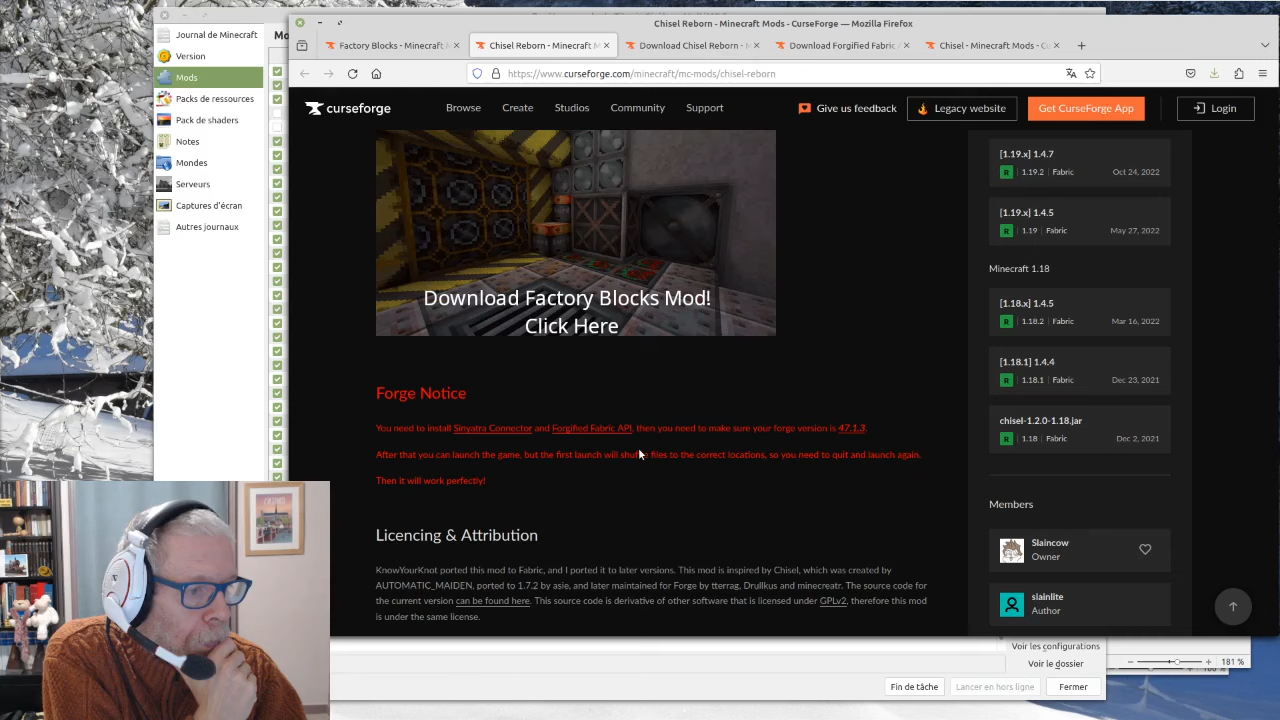 Chisel Reborn - Minecraft Mods - CurseForge — Mozilla Firefox
Journal de Minecraft
Version
Mods
Packs de ressources
Pack de shaders
Notes
Mondes
Serveurs
Captures d'écran
Autres journaux
Mo
Factory Blocks - Minecraft
Chisel Reborn - Minecraft M
Download Chisel Reborn - M
Download Forgified Fabric
Chisel - Minecraft Mods - Cu
https://www.curseforge.com/minecraft/mc-mods/chisel-reborn
curseforge
Browse
Create
Studios
Community
Support
Give us feedback
Legacy website
Get CurseForge App
Login
Download Factory Blocks Mod!
Click Here
Forge Notice
You need to install Sinyatra Connector and Forgified Fabric API, then you need to make sure your forge version is 47.1.3.
After that you can launch the game, but the first launch will shuffle files to the correct locations, so you need to quit and launch again.
Then it will work perfectly!
Licencing & Attribution
KnowYourKnot ported this mod to Fabric, and I ported it to later versions. This mod is inspired by Chisel, which was created by
AUTOMATIC_MAIDEN, ported to 1.7.2 by asie, and later maintained for Forge by tterrag, Drullkus and minecreatr. The source code for
the current version can be found here. This source code is derivative of other software that is licensed under GPLv2, therefore this mod
is under the same license.
[1.19.x] 1.4.7
R 1.19.2 Fabric Oct 24, 2022
[1.19.x] 1.4.5
R 1.19 Fabric May 27, 2022
Minecraft 1.18
[1.18.x] 1.4.5
R 1.18.2 Fabric Mar 16, 2022
[1.18.1] 1.4.4
R 1.18.1 Fabric Dec 23, 2021
chisel-1.2.0-1.18.jar
R 1.18 Fabric Dec 2, 2021
Members
Slaincow
Owner
slainlite
Author
Voir les configurations
Voir le dossier
181 %
Fin de tâche
Lancer en hors ligne
Fermer